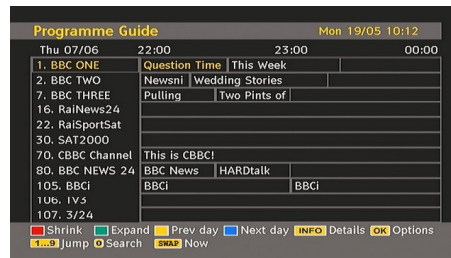 Programme Guide Mon 19/05 10:12
Thu 07/06 22:00 23:00 00:00
1. BBC ONE Question Time This Week
2. BBC TWO Newsni Wedding Stories
7. BBC THREE Pulling Two Pints of
16. RaiNews24
22. RaiSportSat
30. SAT2000
70. CBBC Channel This is CBBC!
80. BBC NEWS 24 BBC News HARDtalk
105. BBCi BBCi BBCi
106. TV3
107. 3/24
Shrink Expand Prev day Next day INFO Details OK Options
1...9 Jump 0 Search SWAP Now